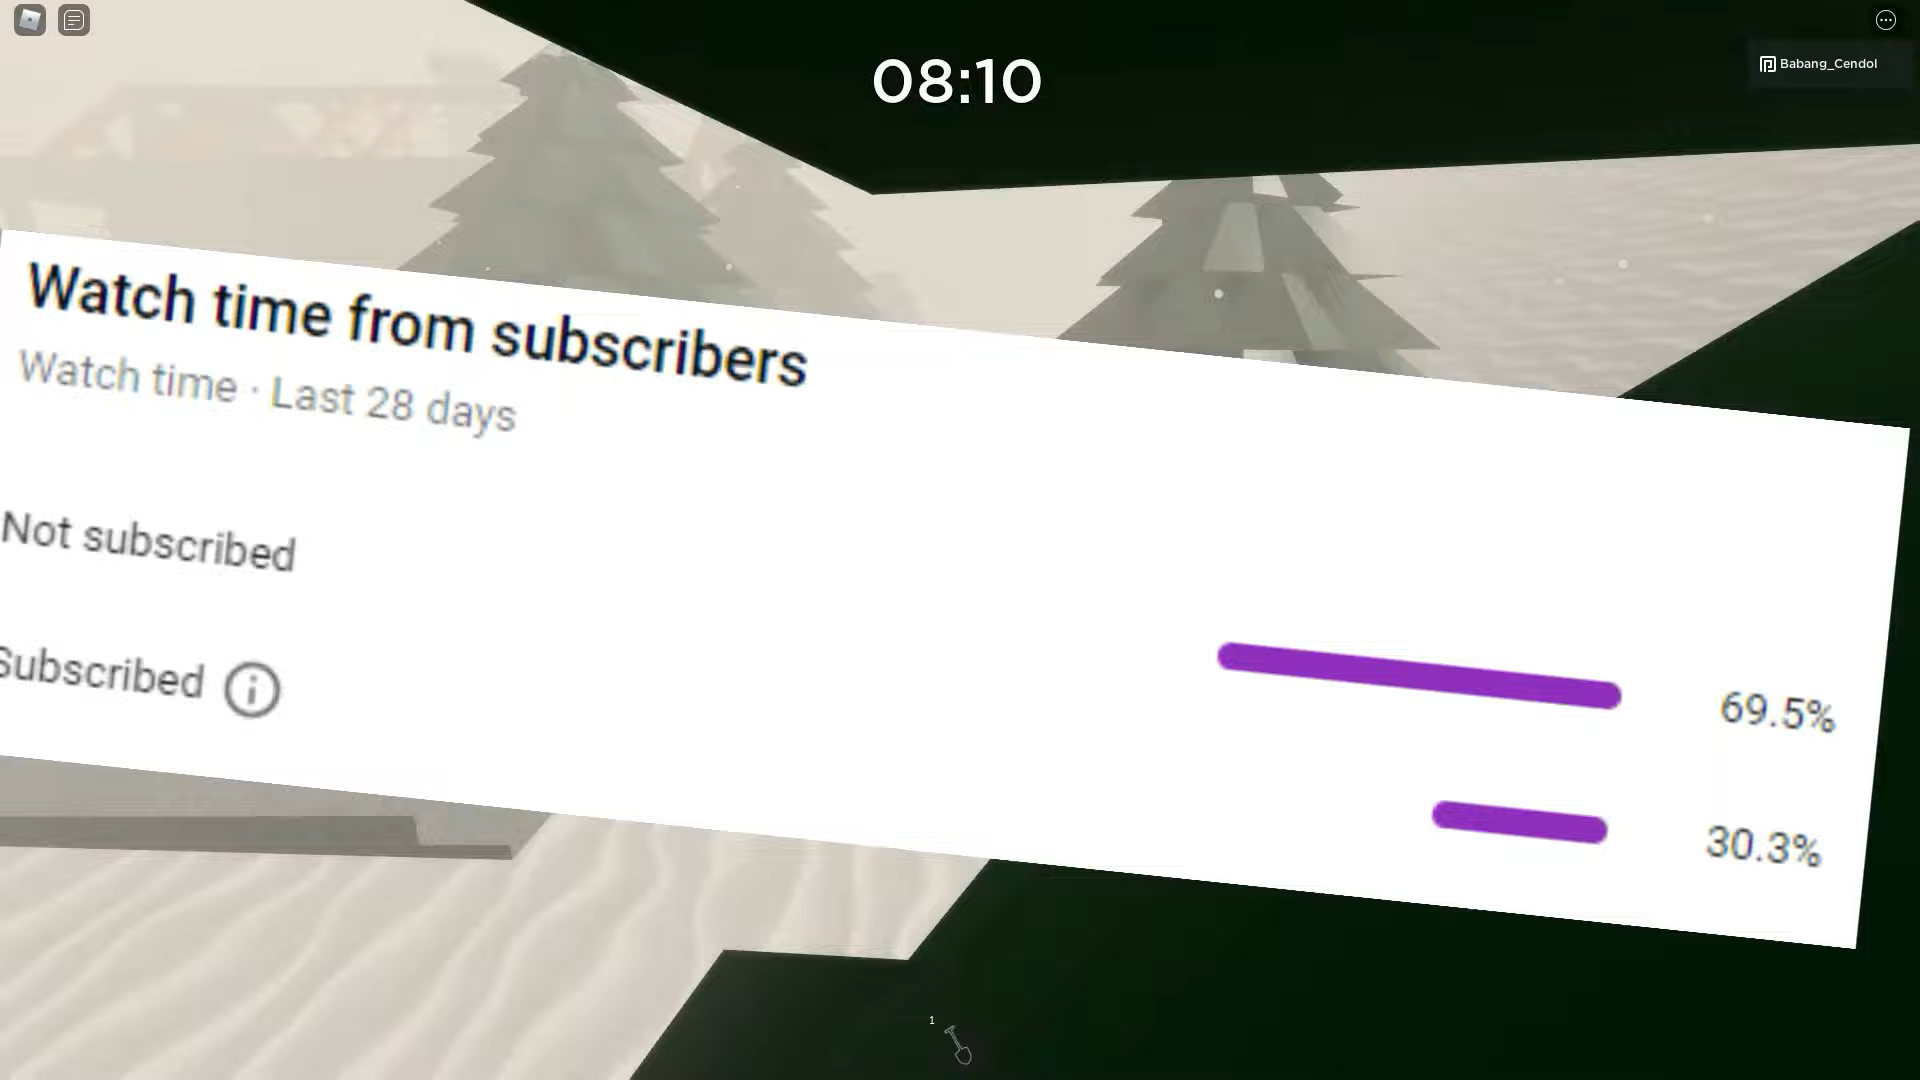 08:10
Babang_Cendol
Watch time from subscribers
Watch time · Last 28 days
Not subscribed
69.5%
Subscribed
30.3%
1